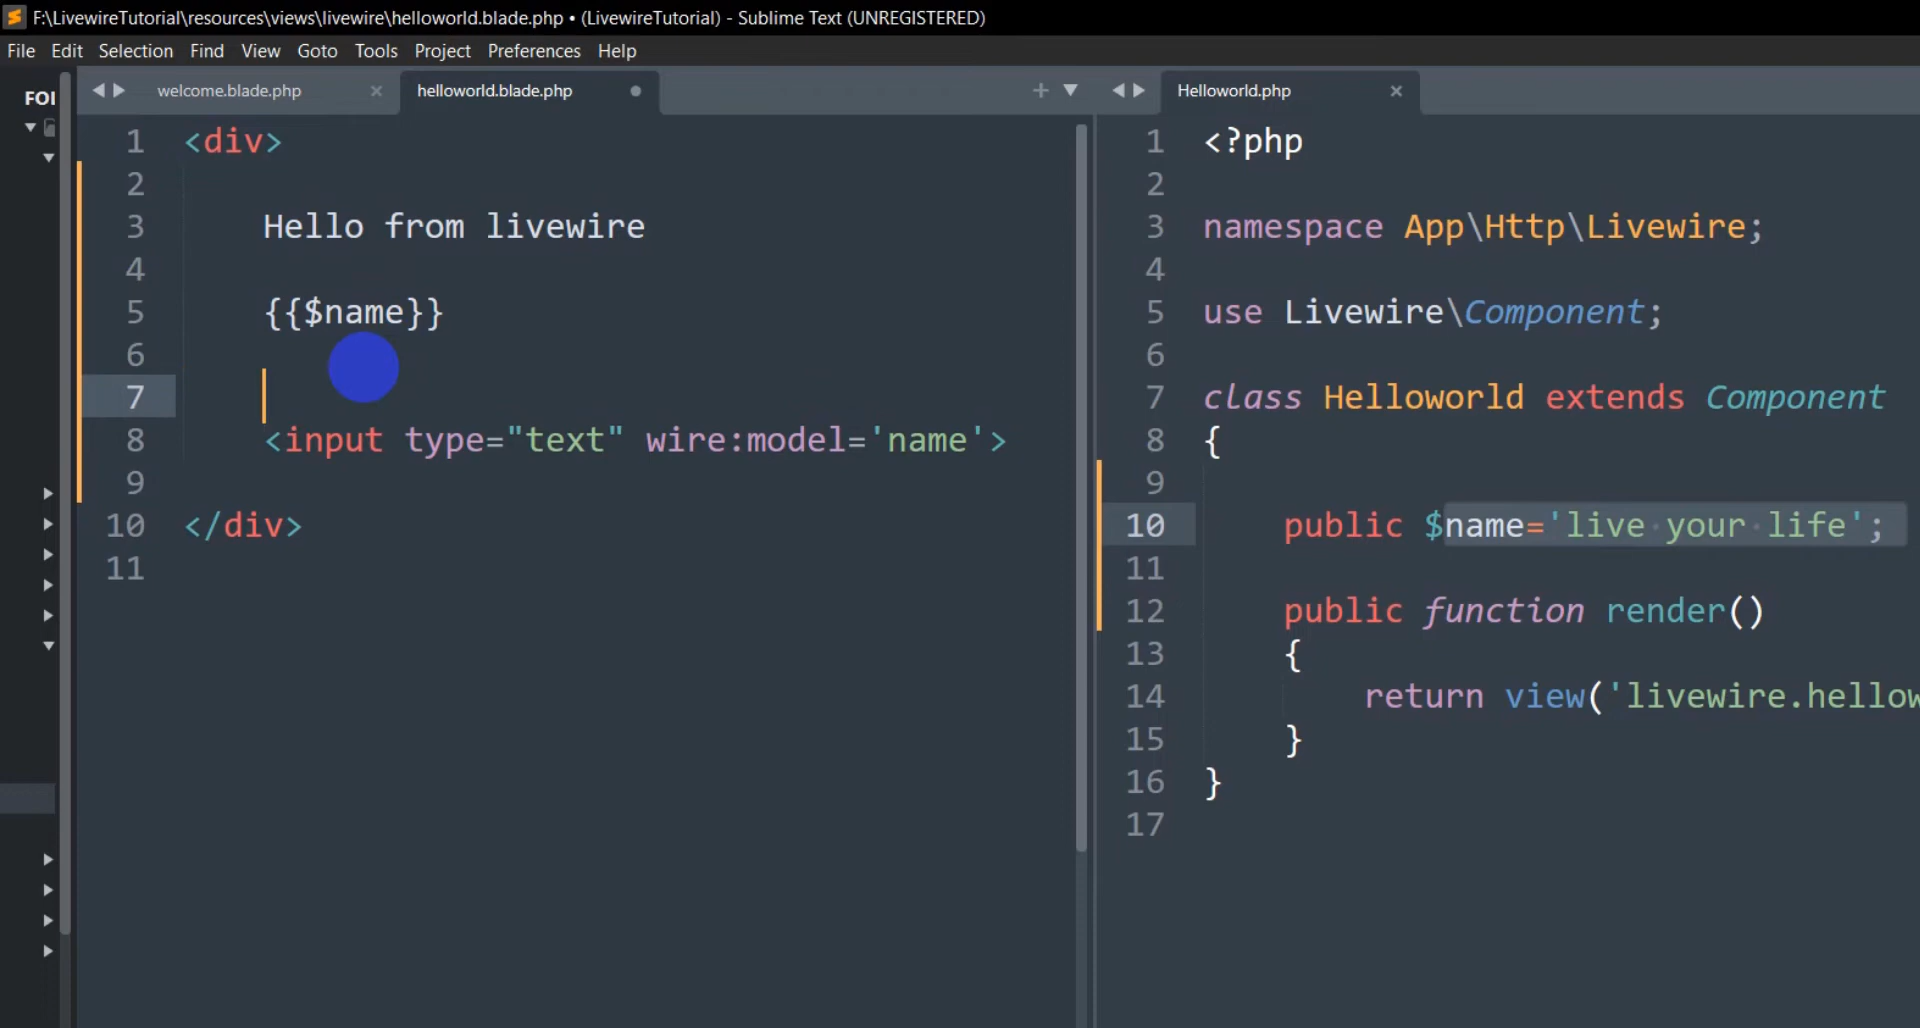 F:\LivewireTutorial\resources\views\livewire\helloworld.blade.php • (LivewireTutorial) - Sublime Text (UNREGISTERED)
File Edit Selection Find View Goto Tools Project Preferences Help
FOI
welcome.blade.php
helloworld.blade.php
1 <div>
2
3 Hello from livewire
4
5 {{$name}}
6
7
8 <input type="text" wire:model='name'>
9
10 </div>
11
Helloworld.php
1 <?php
2
3 namespace App\Http\Livewire;
4
5 use Livewire\Component;
6
7 class Helloworld extends Component
8 {
9
10 public $name='live your life';
11
12 public function render()
13 {
14 return view('livewire.hellow
15 }
16 }
17